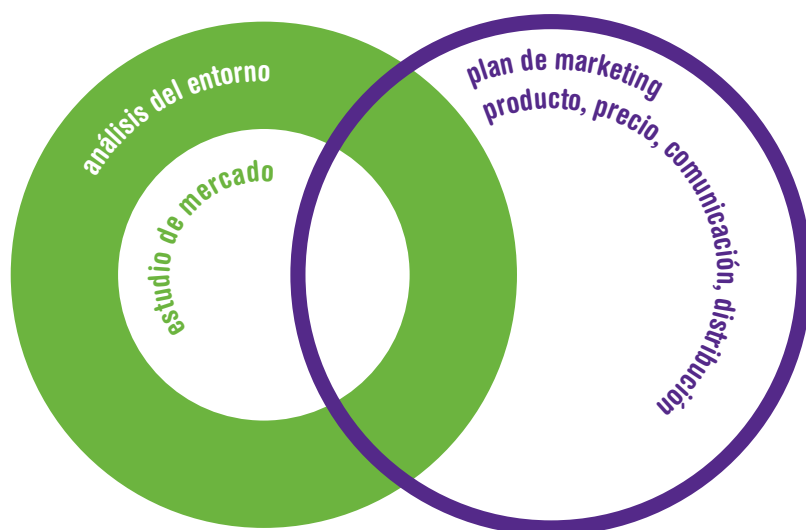 análisis del entorno
estudio de mercado
plan de marketing
producto, precio, comunicación, distribución